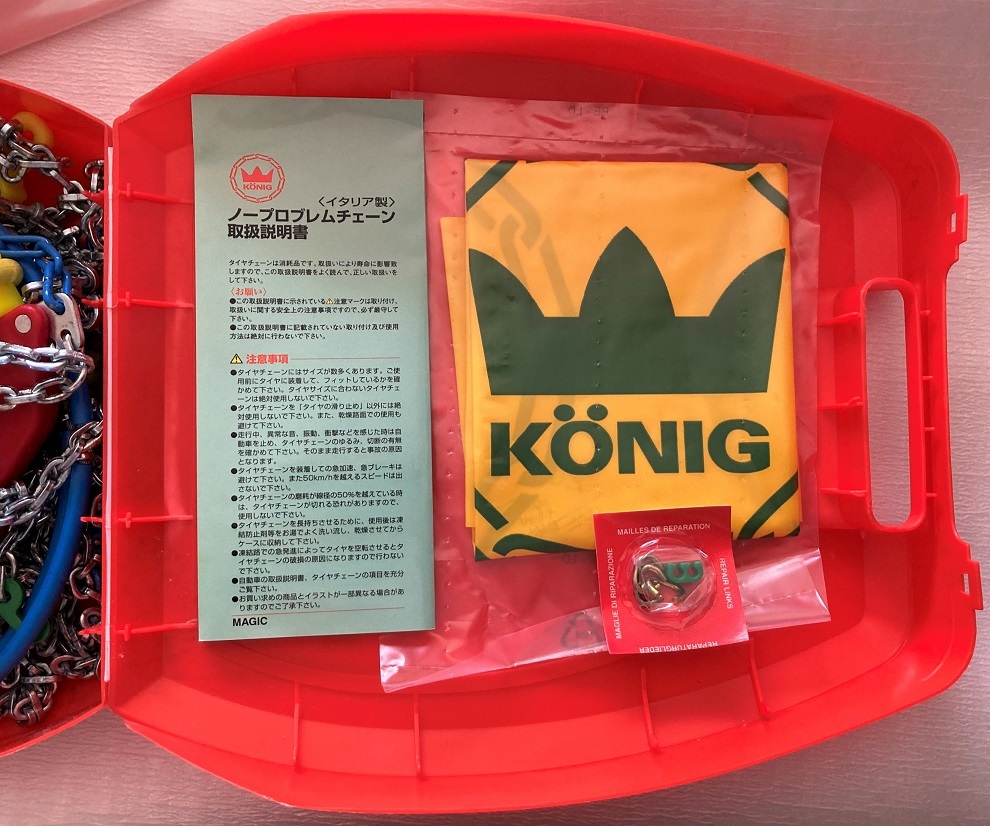 KÖNIG
〈イタリア製〉
ノープロブレムチェーン
取扱説明書
タイヤチェーンは消耗品です。取扱いにより寿命に影響致
しますので、この取扱説明書をよく読んで、正しい取扱いを
して下さい。
〈お願い〉
●この取扱説明書に示されている⚠注意マークは取り付け、
取扱いに関する安全上の注意事項ですので、必ず厳守して
下さい。
●この取扱説明書に記載されていない取り付け及び使用
方法は絶対に行わないで下さい。
⚠ 注意事項
●タイヤチェーンにはサイズが数多くあります。ご使
用前にタイヤに装着して、フィットしているかを確
かめて下さい。タイヤサイズに合わないタイヤチェ
ーンは絶対使用しないで下さい。
●タイヤチェーンを「タイヤの滑り止め」以外には絶
対使用しないで下さい。また、乾燥路面での使用も
避けて下さい。
●走行中、異常な音、振動、衝撃などを感じた時は自
動車を止め、タイヤチェーンのゆるみ、切断の有無
を確かめて下さい。そのまま走行すると事故の原因
となります。
●タイヤチェーンを装着しての急加速、急ブレーキは
避けて下さい。また50km/hを越えるスピードは出
さないで下さい。
●タイヤチェーンの磨耗が線径の50%を越えている時
は、タイヤチェーンが切れる恐れがありますので、
使用しないで下さい。
●タイヤチェーンを長持ちさせるために、使用後は凍
結防止剤等をお湯でよく洗い流し、乾燥させてから
ケースに収納して下さい。
●凍結路での急発進によってタイヤを空転させるとタ
イヤチェーンの破損の原因になりますので行わない
で下さい。
●自動車の取扱説明書、タイヤチェーンの項目を充分
ご覧下さい。
●お買い求めの商品とイラストが一部異なる場合があ
りますのでご了承下さい。
MAGIC
KÖNIG
MAILLES DE REPARATION
MAGLIE DI RIPARAZIONE
REPAIR LINKS
REPARATURGLIEDER